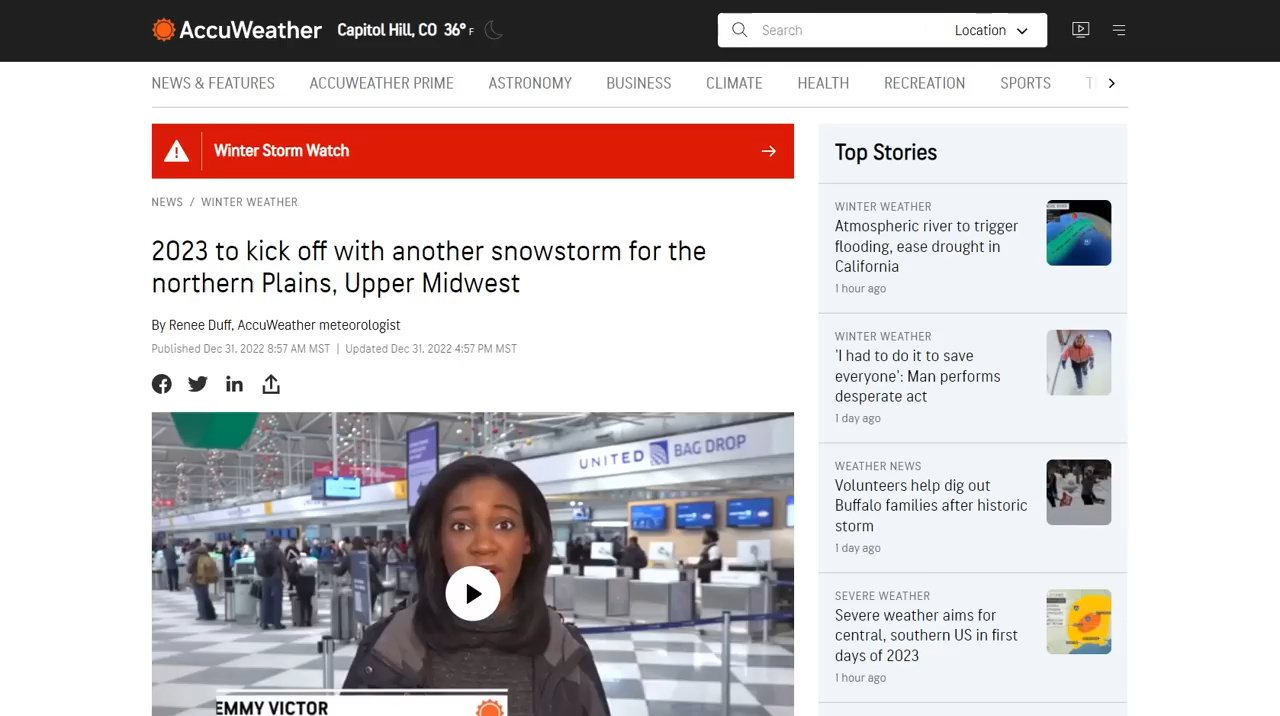 AccuWeather
Capitol Hill, CO 36° F
Search
Location
NEWS & FEATURES
ACCUWEATHER PRIME
ASTRONOMY
BUSINESS
CLIMATE
HEALTH
RECREATION
SPORTS
Winter Storm Watch
NEWS / WINTER WEATHER
2023 to kick off with another snowstorm for the
northern Plains, Upper Midwest
By Renee Duff, AccuWeather meteorologist
Published Dec 31, 2022 8:57 AM MST | Updated Dec 31, 2022 4:57 PM MST
UNITED BAG DROP
EMMY VICTOR
Top Stories
WINTER WEATHER
Atmospheric river to trigger
flooding, ease drought in
California
1 hour ago
WINTER WEATHER
'I had to do it to save
everyone': Man performs
desperate act
1 day ago
WEATHER NEWS
Volunteers help dig out
Buffalo families after historic
storm
1 day ago
SEVERE WEATHER
Severe weather aims for
central, southern US in first
days of 2023
1 hour ago